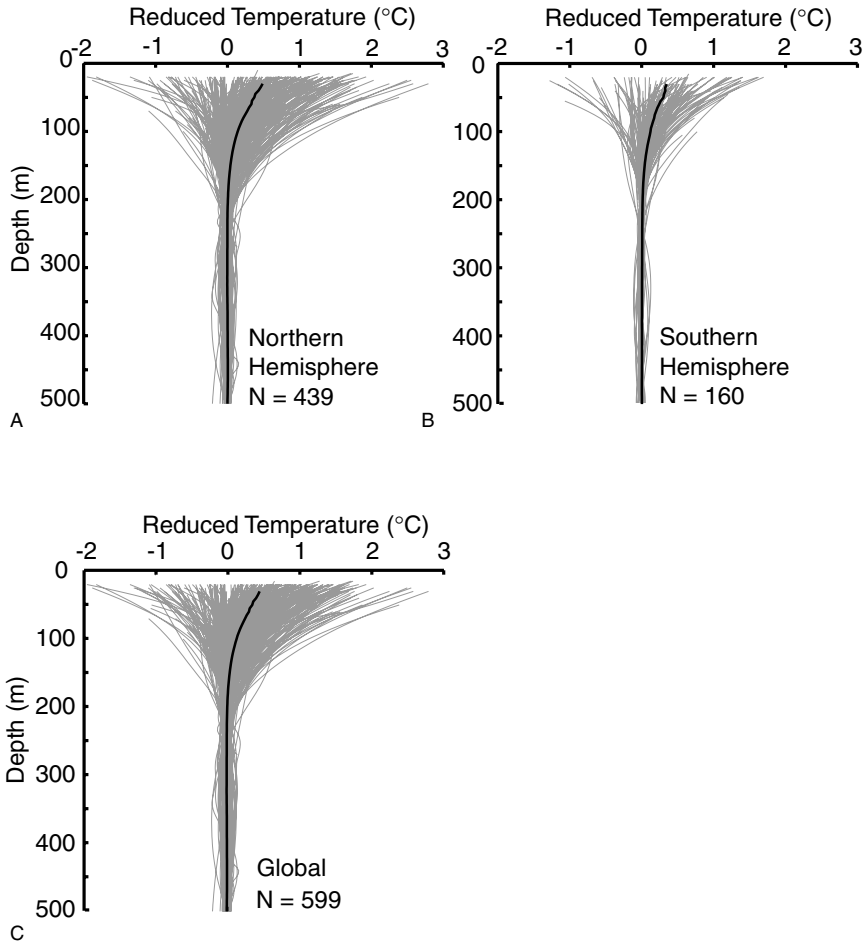 Reduced Temperature (°C)
-2 -1 0 1 2 3
0
100
200
300
400
500
Depth (m)
Northern
Hemisphere
N = 439
A
Reduced Temperature (°C)
-2 -1 0 1 2 3
0
100
200
300
400
500
Southern
Hemisphere
N = 160
B
Reduced Temperature (°C)
-2 -1 0 1 2 3
0
100
200
300
400
500
Depth (m)
Global
N = 599
C